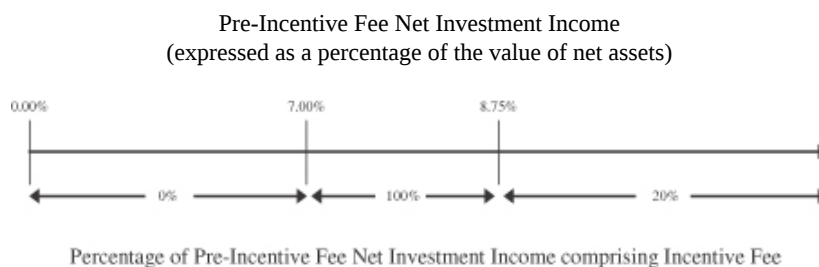 Pre-Incentive Fee Net Investment Income
(expressed as a percentage of the value of net assets)
0.00% 7.00% 8.75%
0% 100% 20%
Percentage of Pre-Incentive Fee Net Investment Income comprising Incentive Fee